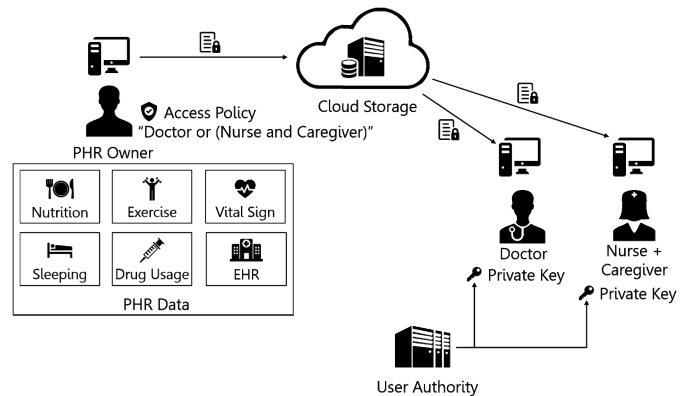 Cloud Storage
Access Policy
"Doctor or (Nurse and Caregiver)"
PHR Owner
Nutrition
Exercise
Vital Sign
Sleeping
Drug Usage
EHR
PHR Data
Doctor
Private Key
Nurse +
Caregiver
Private Key
User Authority